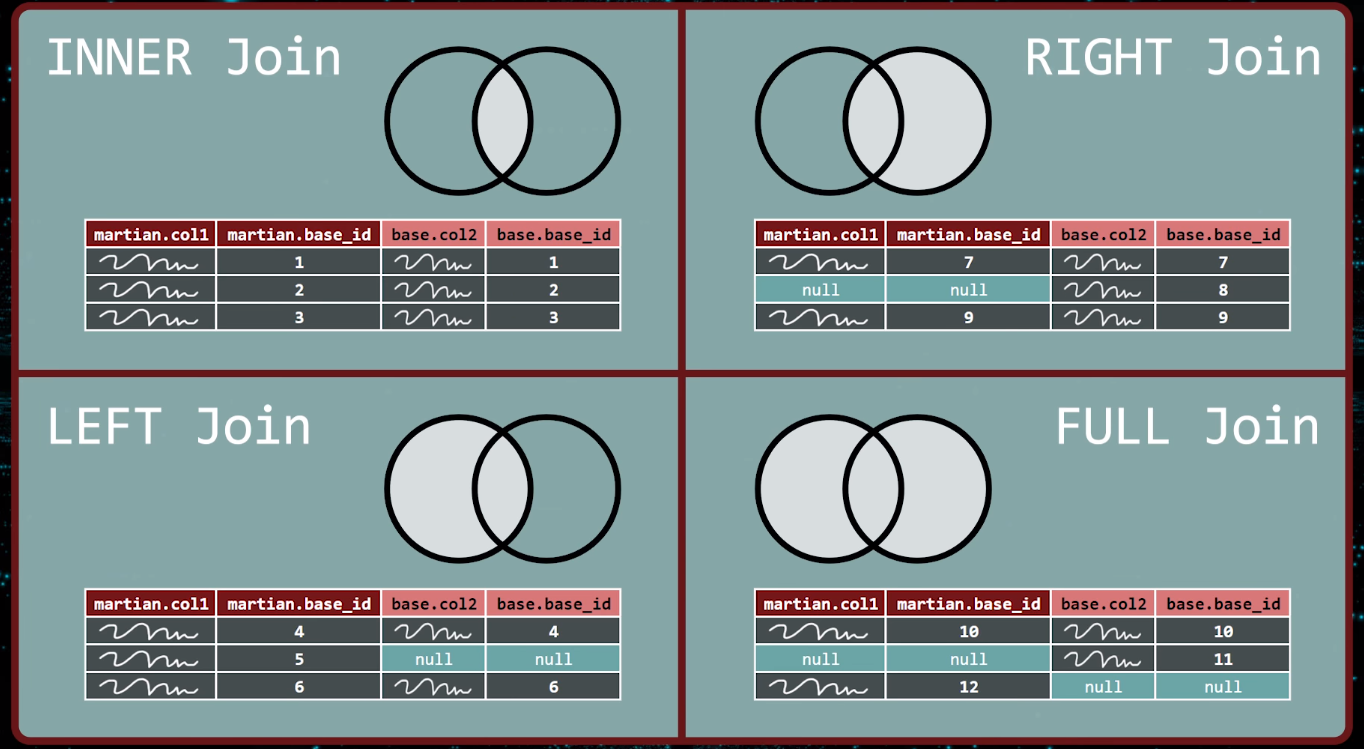 INNER Join
martian.col1 martian.base_id base.col2 base.base_id
1 1
2 2
3 3
RIGHT Join
martian.col1 martian.base_id base.col2 base.base_id
7 7
null null 8
9 9
LEFT Join
martian.col1 martian.base_id base.col2 base.base_id
4 4
5 null null
6 6
FULL Join
martian.col1 martian.base_id base.col2 base.base_id
10 10
null null 11
12 null null